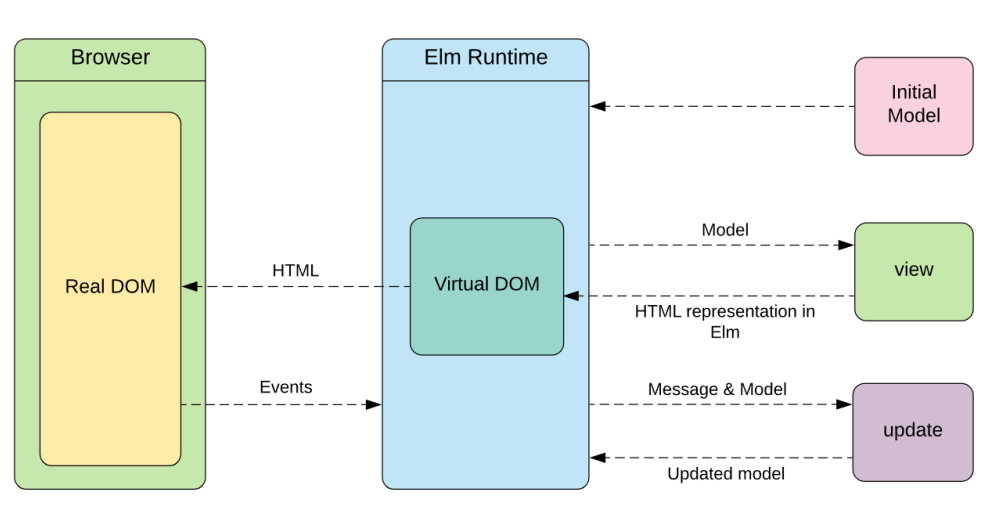 Browser
Elm Runtime
Initial
Model
Model
view
HTML
Real DOM
Virtual DOM
HTML representation in
Elm
Events
Message & Model
update
Updated model